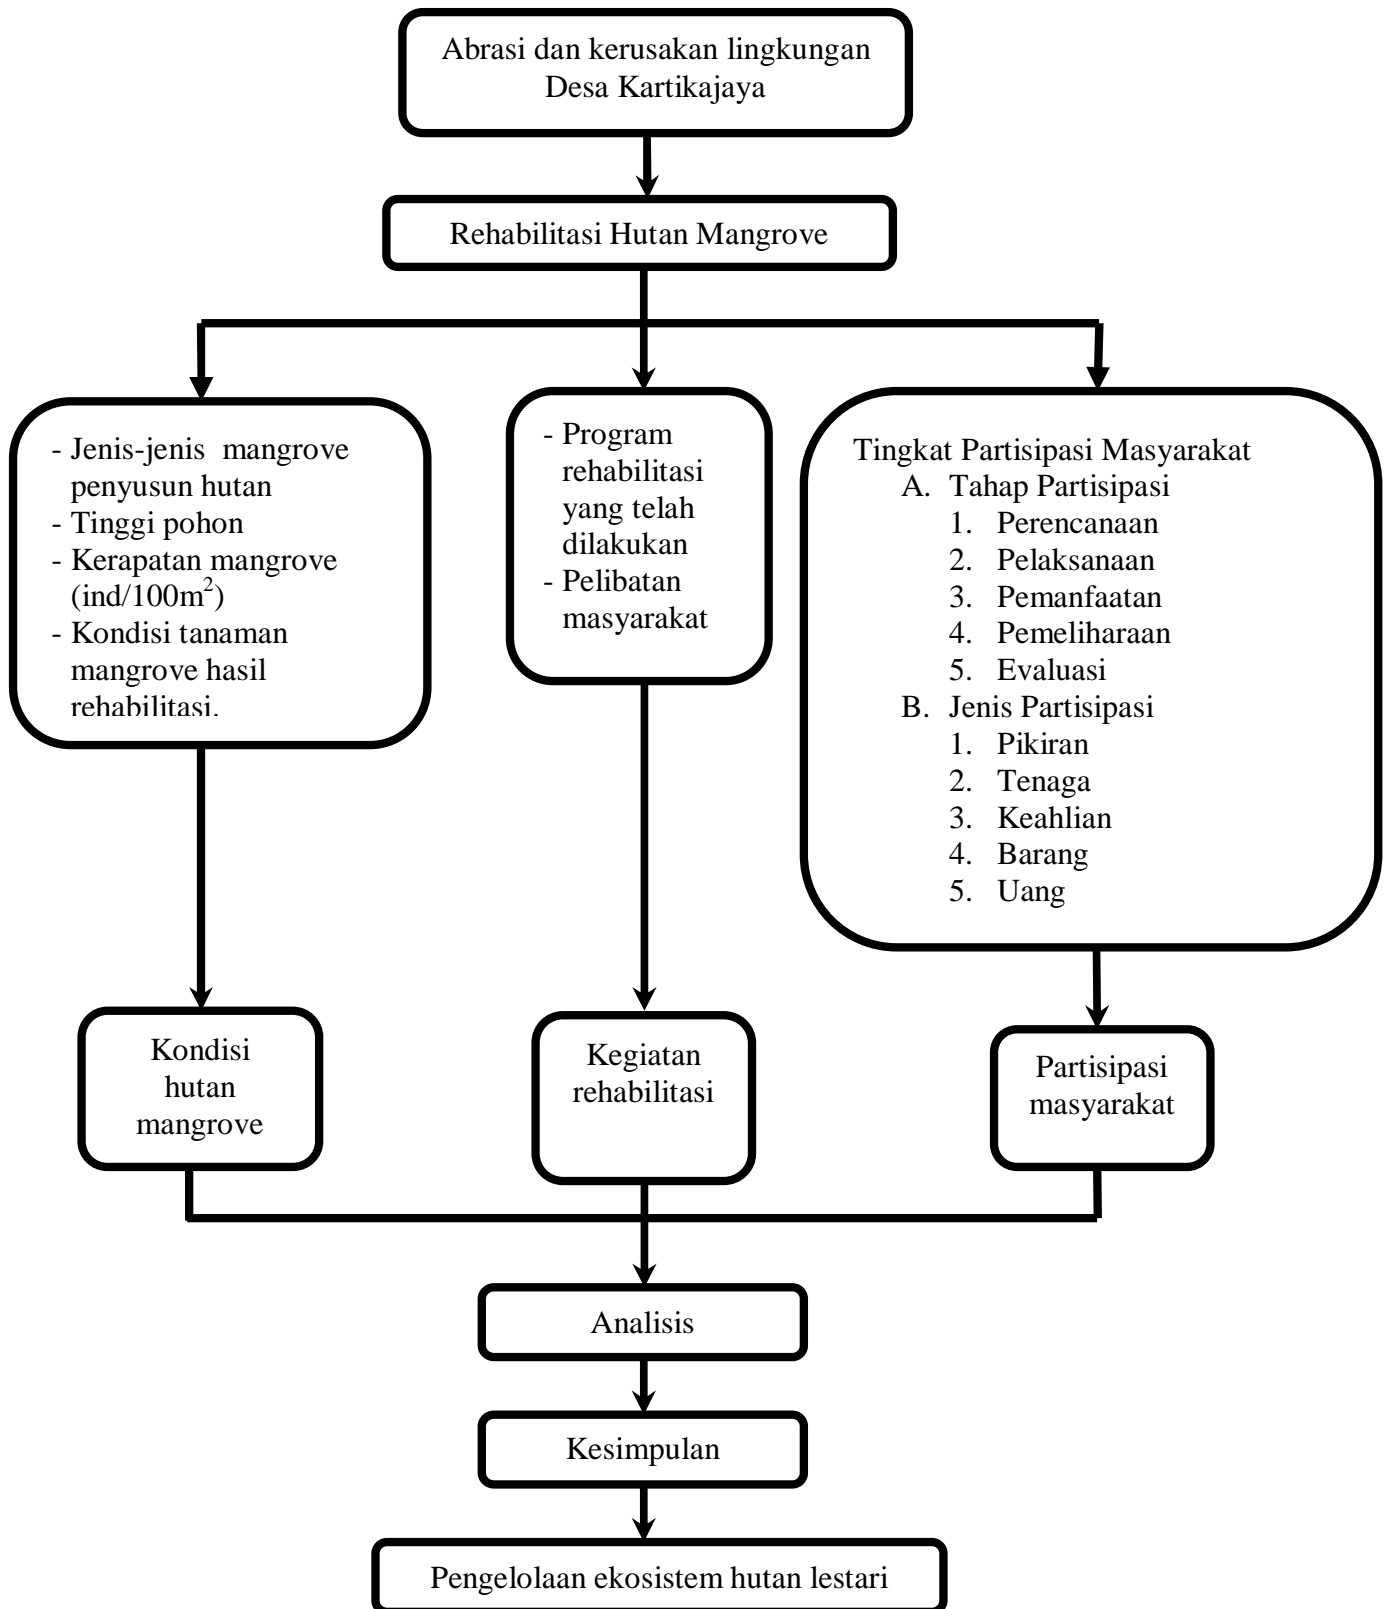 Abrasi dan kerusakan lingkungan
Desa Kartikajaya
Rehabilitasi Hutan Mangrove
- Jenis-jenis mangrove
penyusun hutan
- Tinggi pohon
- Kerapatan mangrove
(ind/100m²)
- Kondisi tanaman
mangrove hasil
rehabilitasi.
- Program
rehabilitasi
yang telah
dilakukan
- Pelibatan
masyarakat
Tingkat Partisipasi Masyarakat
A. Tahap Partisipasi
1. Perencanaan
2. Pelaksanaan
3. Pemanfaatan
4. Pemeliharaan
5. Evaluasi
B. Jenis Partisipasi
1. Pikiran
2. Tenaga
3. Keahlian
4. Barang
5. Uang
Kondisi
hutan
mangrove
Kegiatan
rehabilitasi
Partisipasi
masyarakat
Analisis
Kesimpulan
Pengelolaan ekosistem hutan lestari